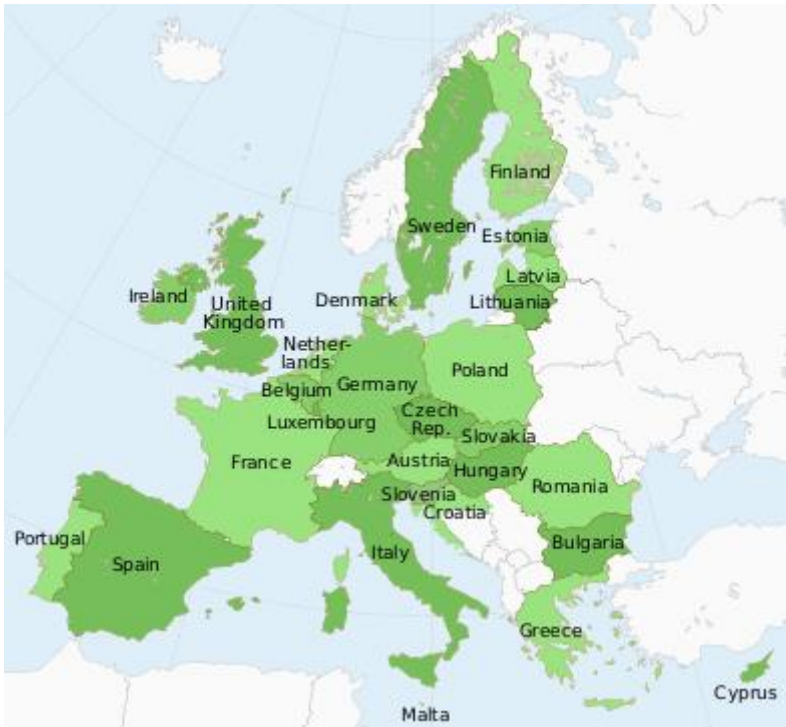 Finland
Sweden
Estonia
Latvia
Lithuania
Ireland
United
Kingdom
Denmark
Nether-
lands
Belgium
Germany
Poland
Luxembourg
Czech
Rep.
Slovakia
France
Austria
Hungary
Romania
Slovenia
Croatia
Portugal
Spain
Italy
Bulgaria
Greece
Malta
Cyprus